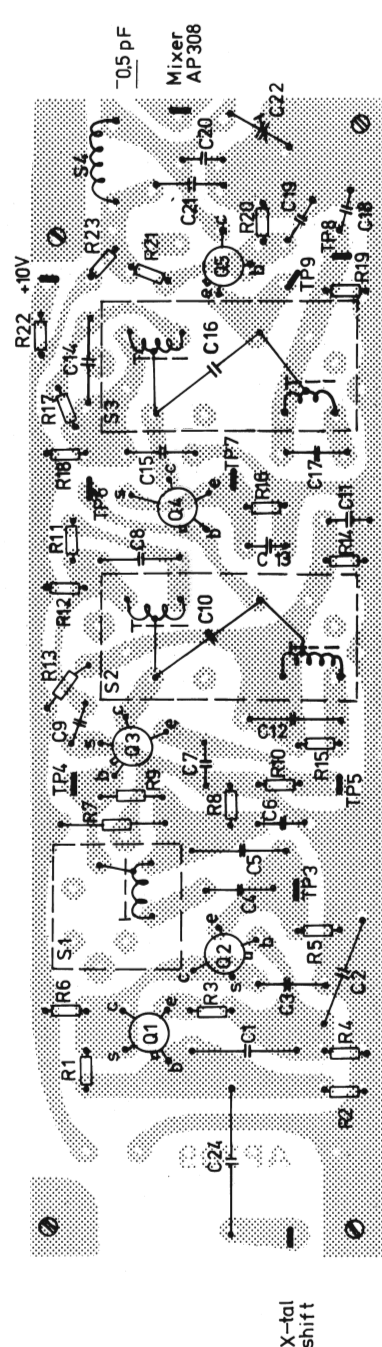 0,5 pF
Mixer
AP308
S4
C20
C22
C21
c
R23
R21
R20
C19
Q5
e
b
TP8
C18
+10V
TP9
R19
R22
C14
C16
S3
R17
R18
C15
c
TP7
C17
TP6
s
Q4
e
R16
b
R11
C8
C13
C11
R14
R12
C10
S2
R13
C9
c
s
Q3
e
b
C12
TP4
R9
C7
R10
R15
R7
R8
C6
TP5
C5
S1
C4
TP3
e
Q2
b
c
s
R5
R6
C3
C2
c
e
R3
Q1
s
b
R1
C1
R4
R2
C24
X-tal
shift